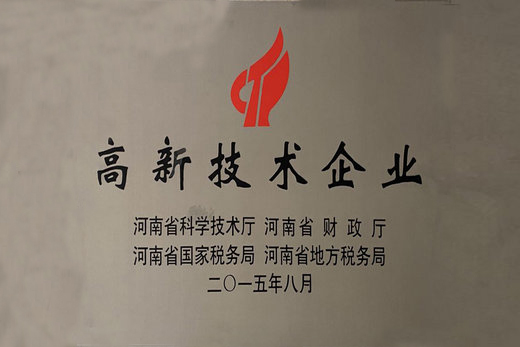 高新技术企业
河南省科学技术厅 河南省 财政厅
河南省国家税务局 河南省地方税务局
二〇一五年八月